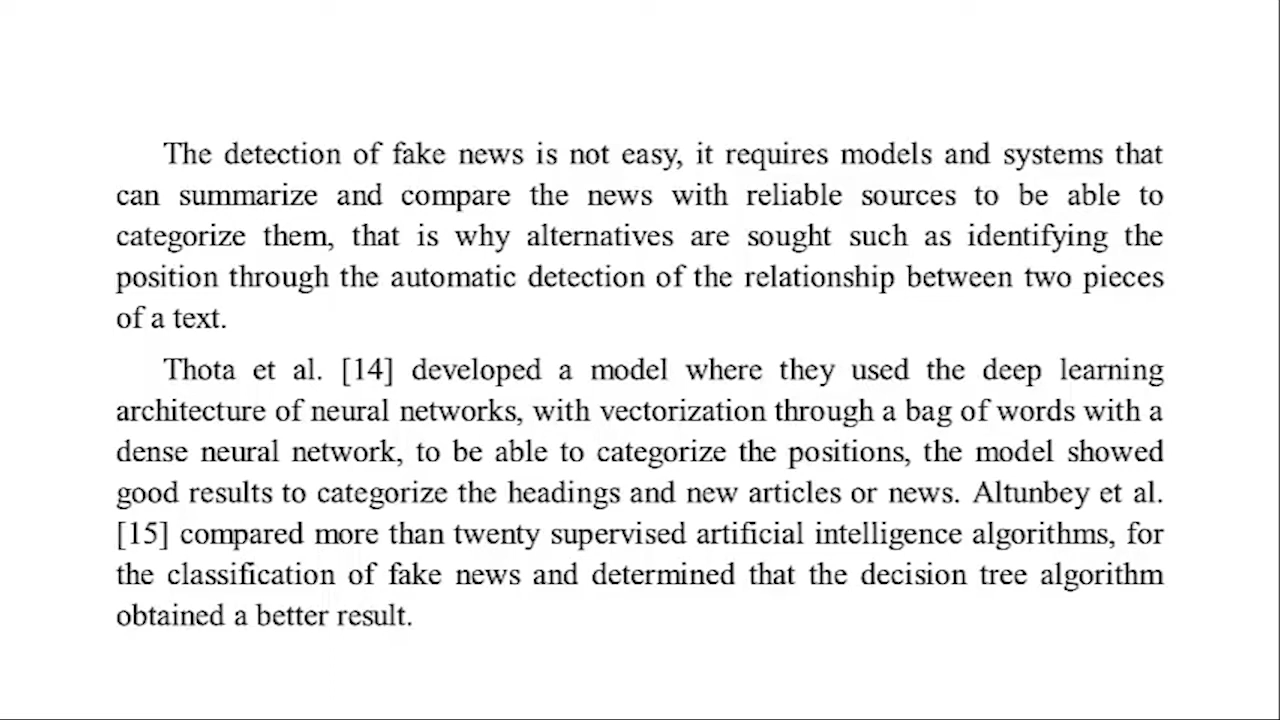 The detection of fake news is not easy, it requires models and systems that
can summarize and compare the news with reliable sources to be able to
categorize them, that is why alternatives are sought such as identifying the
position through the automatic detection of the relationship between two pieces
of a text.
Thota et al. [14] developed a model where they used the deep learning
architecture of neural networks, with vectorization through a bag of words with a
dense neural network, to be able to categorize the positions, the model showed
good results to categorize the headings and new articles or news. Altunbey et al.
[15] compared more than twenty supervised artificial intelligence algorithms, for
the classification of fake news and determined that the decision tree algorithm
obtained a better result.